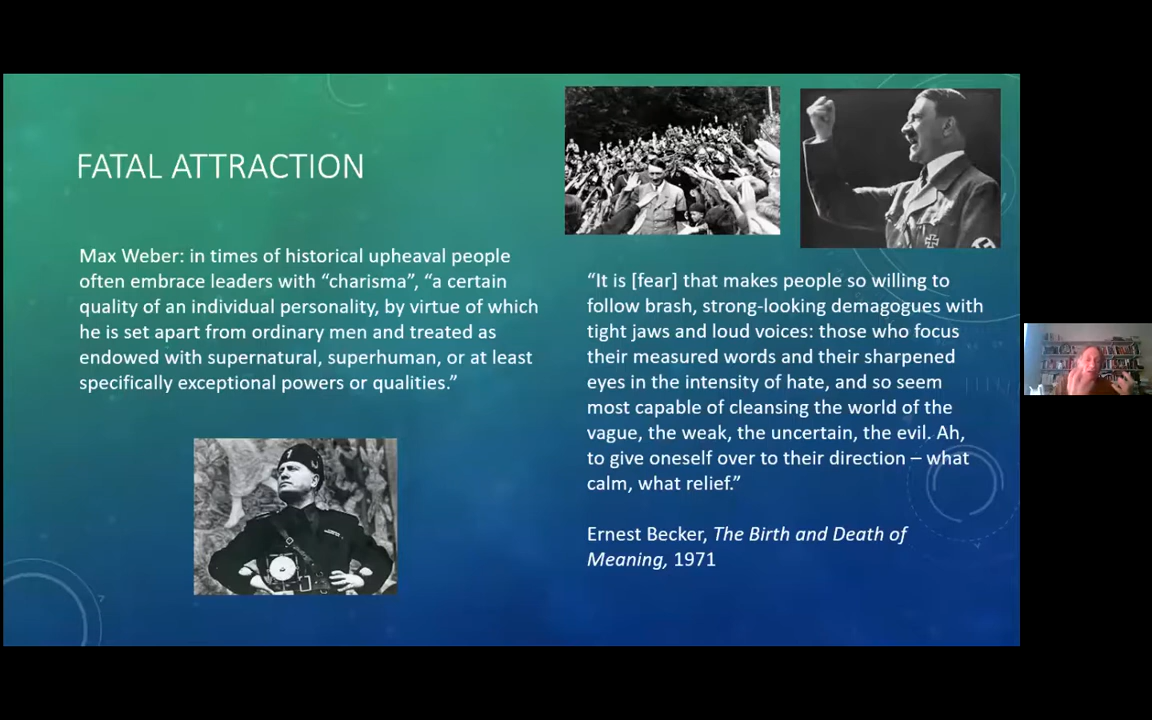 FATAL ATTRACTION
Max Weber: in times of historical upheaval people
often embrace leaders with “charisma”, “a certain
quality of an individual personality, by virtue of which
he is set apart from ordinary men and treated as
endowed with supernatural, superhuman, or at least
specifically exceptional powers or qualities.”
“It is [fear] that makes people so willing to
follow brash, strong-looking demagogues with
tight jaws and loud voices: those who focus
their measured words and their sharpened
eyes in the intensity of hate, and so seem
most capable of cleansing the world of the
vague, the weak, the uncertain, the evil. Ah,
to give oneself over to their direction – what
calm, what relief.”
Ernest Becker, The Birth and Death of
Meaning, 1971